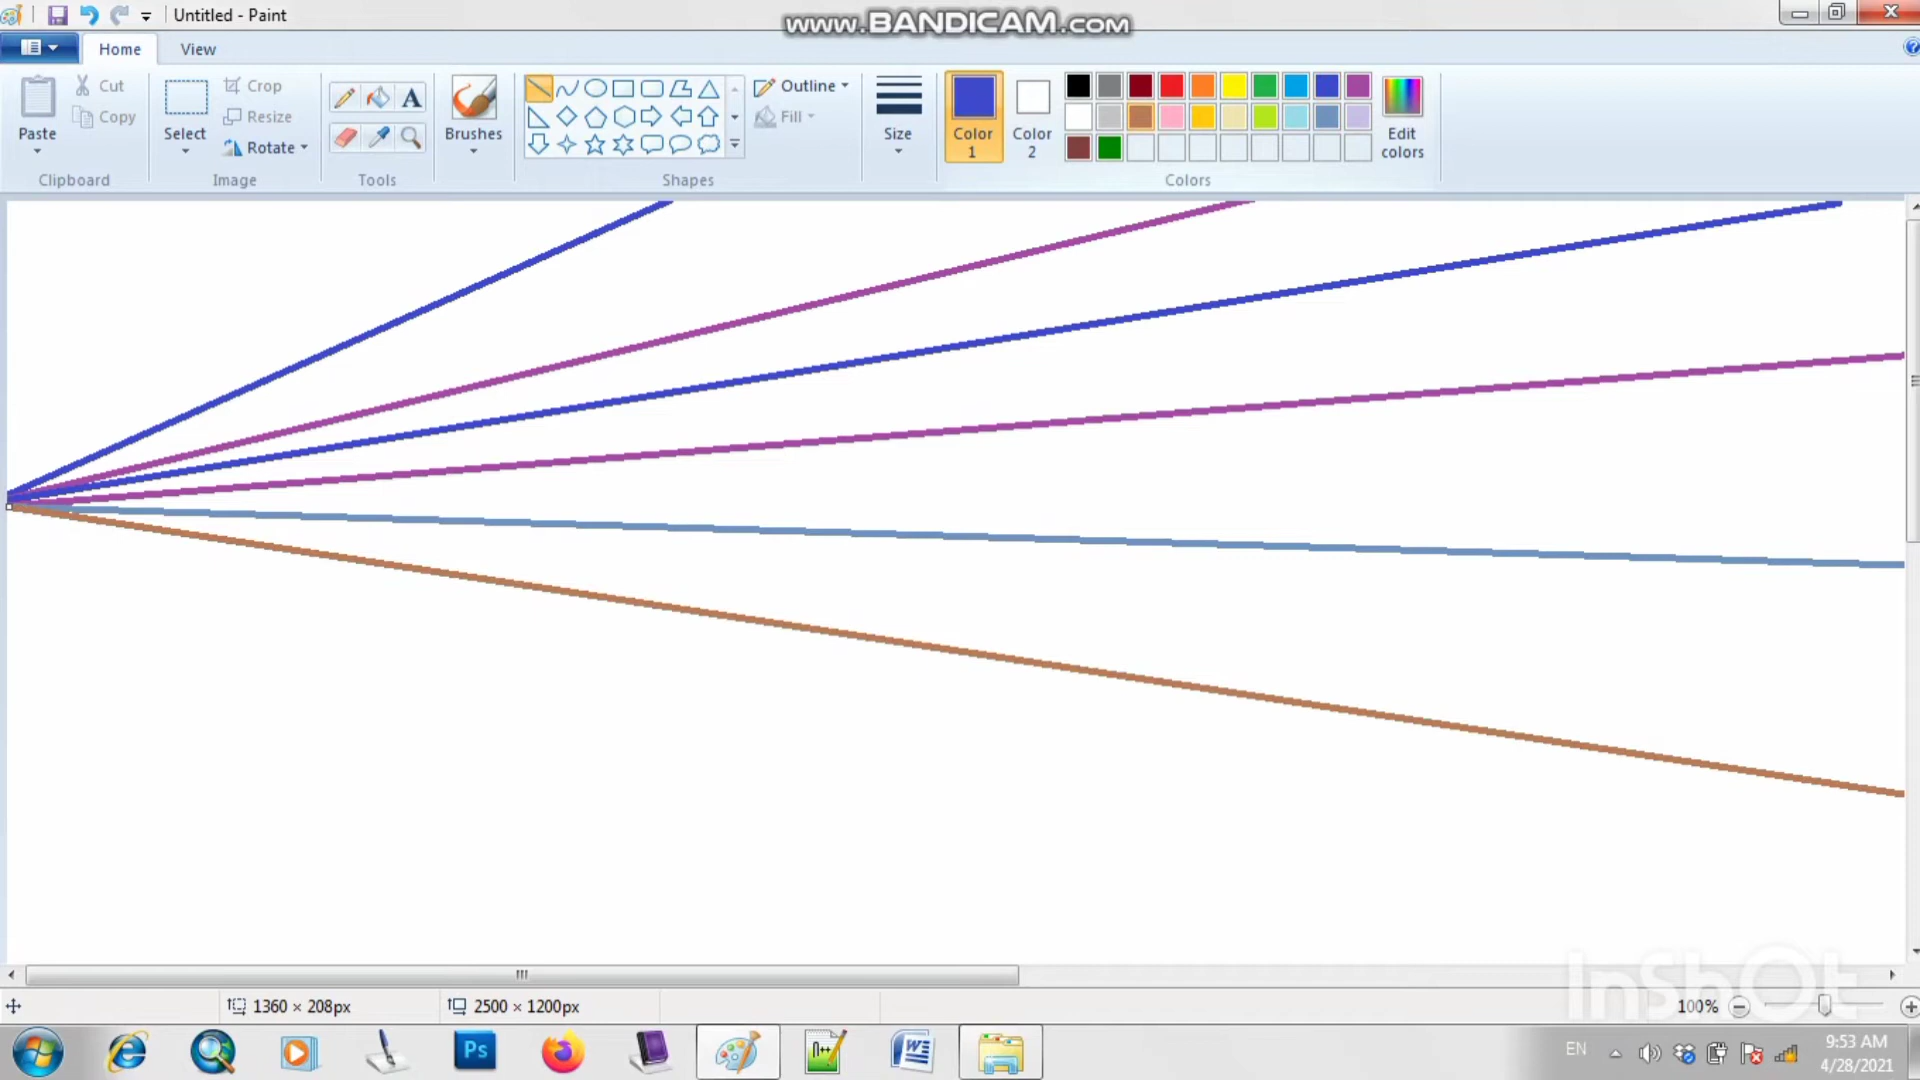 Untitled - Paint
www.BANDICAM.com
Home
View
Paste
Cut
Copy
Clipboard
Select
Crop
Resize
Rotate
Image
A
Tools
Brushes
Outline
Fill
Shapes
Size
Color
1
Color
2
Edit
colors
Colors
InShOt
1360 × 208px
2500 × 1200px
100%
Ps
n++
W
EN
9:53 AM
4/28/2021